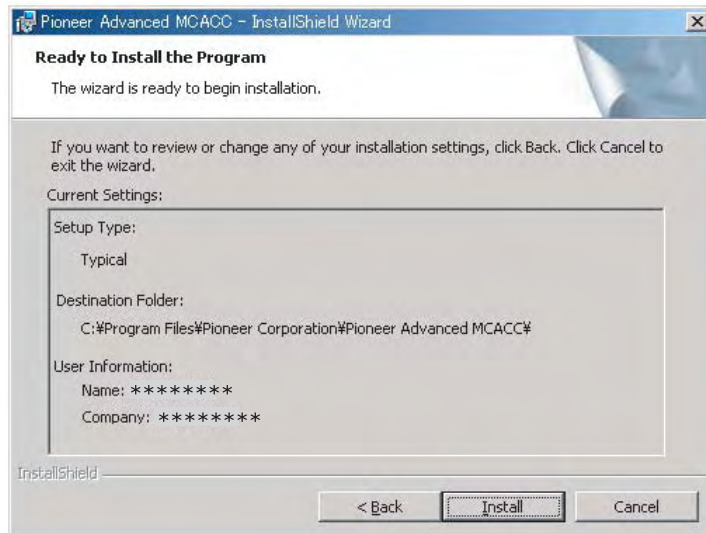 Pioneer Advanced MCACC - InstallShield Wizard
Ready to Install the Program
The wizard is ready to begin installation.
If you want to review or change any of your installation settings, click Back. Click Cancel to
exit the wizard.
Current Settings:
Setup Type:
Typical
Destination Folder:
C:¥Program Files¥Pioneer Corporation¥Pioneer Advanced MCACC¥
User Information:
Name: ********
Company: ********
InstallShield
< Back
Install
Cancel